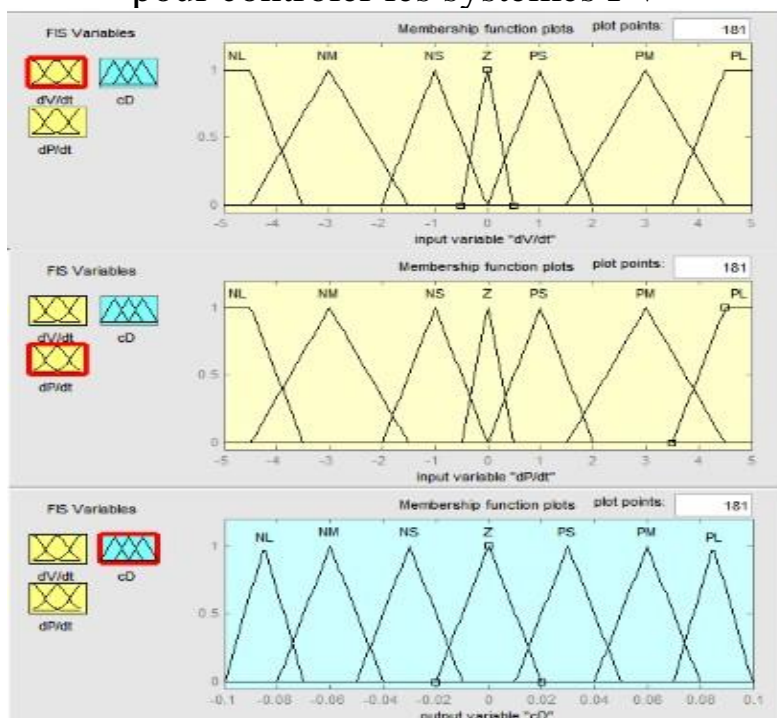 pour contrôler les systèmes PV
FIS Variables
Membership function plots
plot points:
181
NL NM NS Z PS PM PL
dV/dt
cD
dP/dt
1
0.5
0
-5 -4 -3 -2 -1 0 1 2 3 4 5
input variable "dV/dt"
FIS Variables
Membership function plots
plot points:
181
NL NM NS Z PS PM PL
dV/dt
cD
dP/dt
1
0.5
0
-5 -4 -3 -2 -1 0 1 2 3 4 5
input variable "dP/dt"
FIS Variables
Membership function plots
plot points:
181
NL NM NS Z PS PM PL
dV/dt
cD
dP/dt
1
0.5
0
-0.1 -0.08 -0.06 -0.04 -0.02 0 0.02 0.04 0.06 0.08 0.1
output variable "cD"